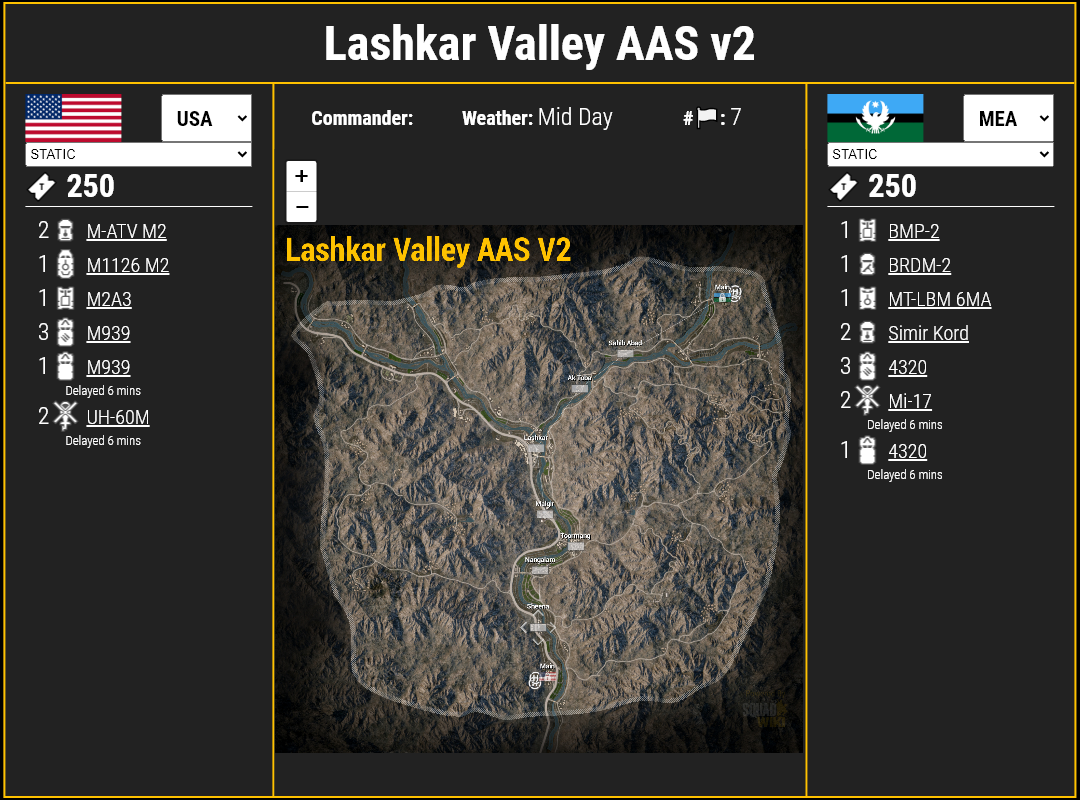 Lashkar Valley AAS v2
USA
STATIC
250
2 M-ATV M2
1 M1126 M2
1 M2A3
3 M939
1 M939
Delayed 6 mins
2 UH-60M
Delayed 6 mins
Commander:
Weather: Mid Day
# : 7
+
−
Lashkar Valley AAS V2
Main
Sahib Abad
Ak Tuba
Lashkar
Malgir
Toormang
Nangalam
Sheena
Main
SQUAD
MEA
STATIC
250
1 BMP-2
1 BRDM-2
1 MT-LBM 6MA
2 Simir Kord
3 4320
2 Mi-17
Delayed 6 mins
1 4320
Delayed 6 mins